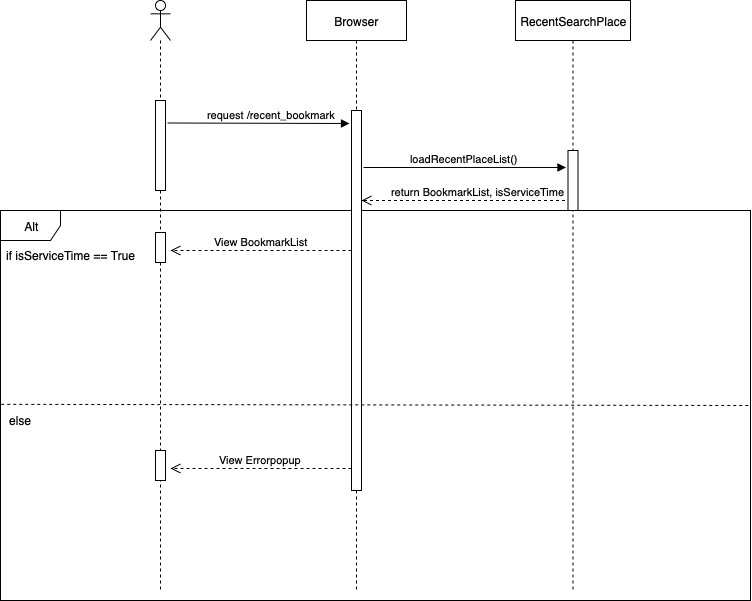 Browser
RecentSearchPlace
request /recent_bookmark
loadRecentPlaceList()
return BookmarkList, isServiceTime
Alt
View BookmarkList
if isServiceTime == True
else
View Errorpopup